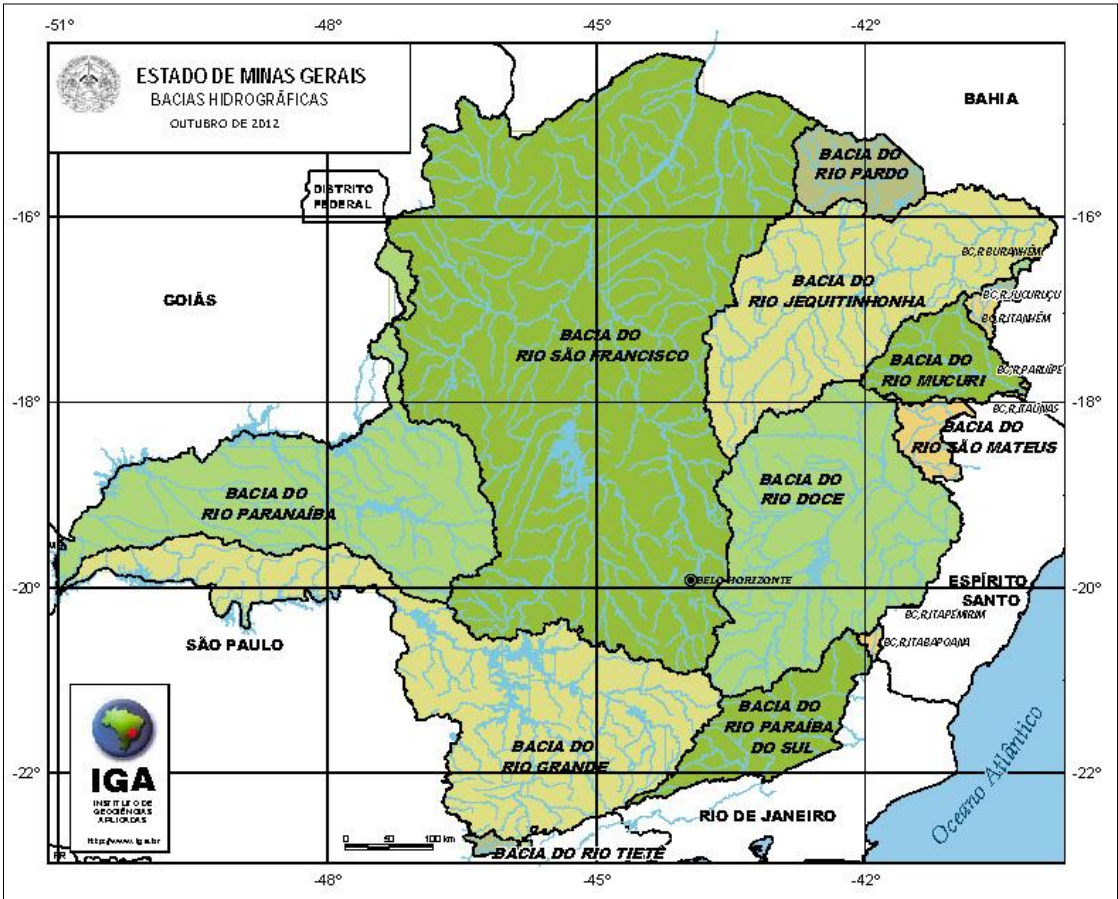 -51°
-48°
-45°
-42°
ESTADO DE MINAS GERAIS
BACIAS HIDROGRÁFICAS
OUTUBRO DE 2012
BAHIA
BACIA DO
RIO PARDO
DISTRITO
FEDERAL
-16°
-16°
BC,R,BURANHÉM
GOIÁS
BACIA DO
RIO JEQUITINHONHA
BC,R,JUCURUÇU
BC,R,ITANHÉM
BACIA DO
RIO SÃO FRANCISCO
BACIA DO
RIO MUCURI
BC,R,PARUÍPE
-18°
-18°
BC,R,ITAÚNAS
BACIA DO
RIO SÃO MATEUS
BACIA DO
RIO PARANAÍBA
BACIA DO
RIO DOCE
-20°
-20°
BELO HORIZONTE
ESPÍRITO
SANTO
BC,R,ITAPEMIRIM
BC,R,ITABAPOANA
SÃO PAULO
BACIA DO
RIO GRANDE
BACIA DO
RIO PARAÍBA
DO SUL
-22°
-22°
Oceano Atlântico
IGA
INSTITUTO DE
GEOCIÊNCIAS
APLICADAS
RIO DE JANEIRO
0 50 100 km
BACIA DO RIO TIETÊ
PR
-48°
-45°
-42°